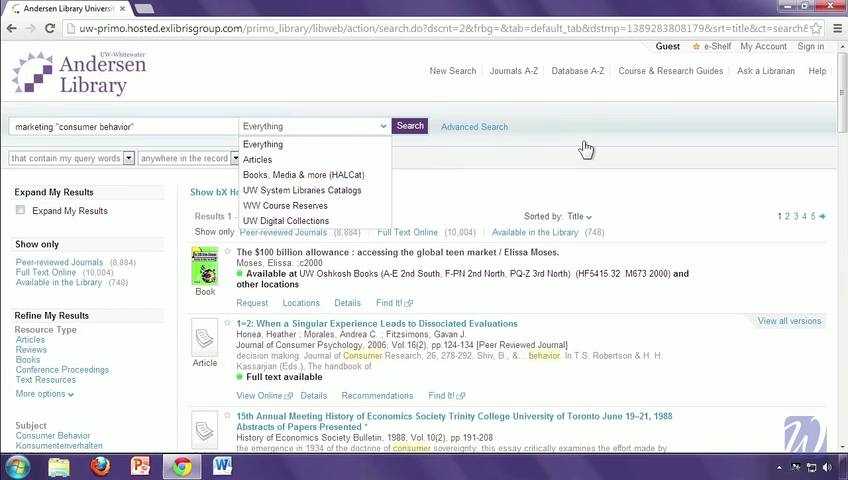 Andersen Library Universit
uw-primo.hosted.exlibrisgroup.com/primo_library/libweb/action/search.do?dscnt=2&frbg=&tab=default_tab&dstmp=1389283808179&srt=title&ct=search&
Guest
e-Shelf
My Account
Sign in
UW-Whitewater
Andersen
Library
New Search
Journals A-Z
Database A-Z
Course & Research Guides
Ask a Librarian
Help
marketing "consumer behavior"
Everything
Search
Advanced Search
Everything
Articles
Books, Media & more (HALCat)
UW System Libraries Catalogs
WW Course Reserves
UW Digital Collections
that contain my query words
anywhere in the record
Expand My Results
Expand My Results
Show only
Peer-reviewed Journals (8,884)
Full Text Online (10,004)
Available in the Library (748)
Refine My Results
Resource Type
Articles
Reviews
Books
Conference Proceedings
Text Resources
More options
Subject
Consumer Behavior
Konsumentenverhalten
Show bX Ho
Results 1 -
Sorted by: Title
1 2 3 4 5
Show only
Peer-reviewed Journals (8,884)
Full Text Online (10,004)
Available in the Library (748)
Book
The $100 billion allowance : accessing the global teen market / Elissa Moses.
Moses, Elissa. ;c2000
Available at UW Oshkosh Books (A-E 2nd South, F-PN 2nd North, PQ-Z 3rd North) (HF5415.32 .M673 2000) and
other locations
Request
Locations
Details
Find It!
Article
1=2: When a Singular Experience Leads to Dissociated Evaluations
View all versions
Honea, Heather ; Morales, Andrea C. ; Fitzsimons, Gavan J.
Journal of Consumer Psychology, 2006, Vol.16(2), pp.124-134 [Peer Reviewed Journal]
decision making. Journal of Consumer Research, 26, 278-292. Shiv, B., &... behavior. In T.S. Robertson & H. H.
Kassarjian (Eds.), The handbook of
Full text available
View Online
Details
Recommendations
Find It!
15th Annual Meeting History of Economics Society Trinity College University of Toronto June 19–21, 1988
Abstracts of Papers Presented *
History of Economics Society Bulletin, 1988, Vol.10(2), pp.191-208
the emergence in 1934 of the doctrine of consumer sovereignty, this essay critically examines the effort made by
W